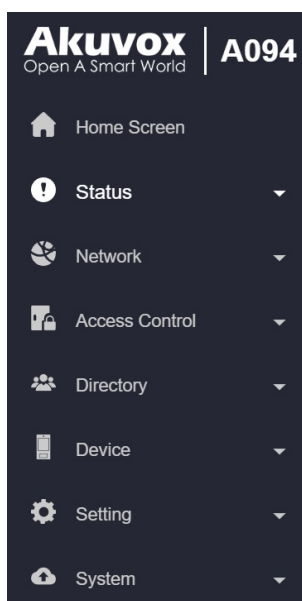 Akuvox
Open A Smart World
A094
Home Screen
Status
Network
Access Control
Directory
Device
Setting
System